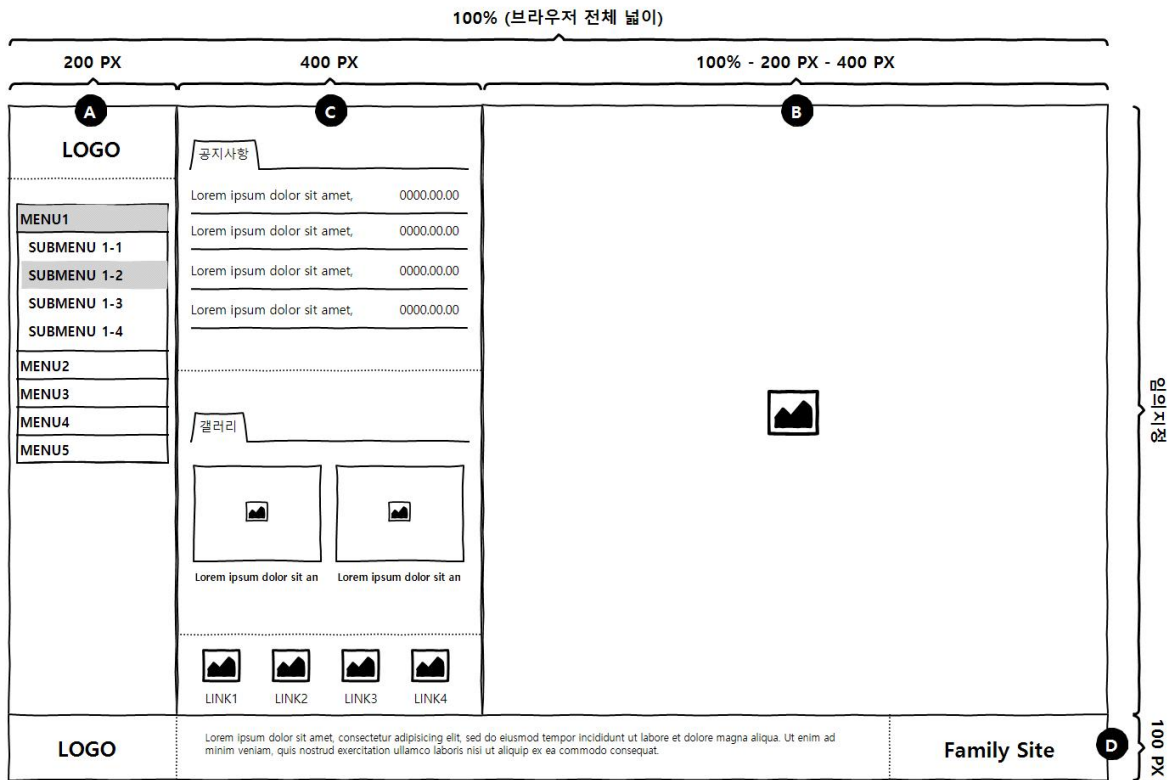 100% (브라우저 전체 넓이)
200 PX
400 PX
100% - 200 PX - 400 PX
A
C
B
LOGO
MENU1
SUBMENU 1-1
SUBMENU 1-2
SUBMENU 1-3
SUBMENU 1-4
MENU2
MENU3
MENU4
MENU5
공지사항
Lorem ipsum dolor sit amet, 0000.00.00
Lorem ipsum dolor sit amet, 0000.00.00
Lorem ipsum dolor sit amet, 0000.00.00
Lorem ipsum dolor sit amet, 0000.00.00
갤러리
Lorem ipsum dolor sit an
Lorem ipsum dolor sit an
LINK1
LINK2
LINK3
LINK4
임의지정
LOGO
Lorem ipsum dolor sit amet, consectetur adipisicing elit, sed do eiusmod tempor incididunt ut labore et dolore magna aliqua. Ut enim ad
minim veniam, quis nostrud exercitation ullamco laboris nisi ut aliquip ex ea commodo consequat.
Family Site
D
100 PX